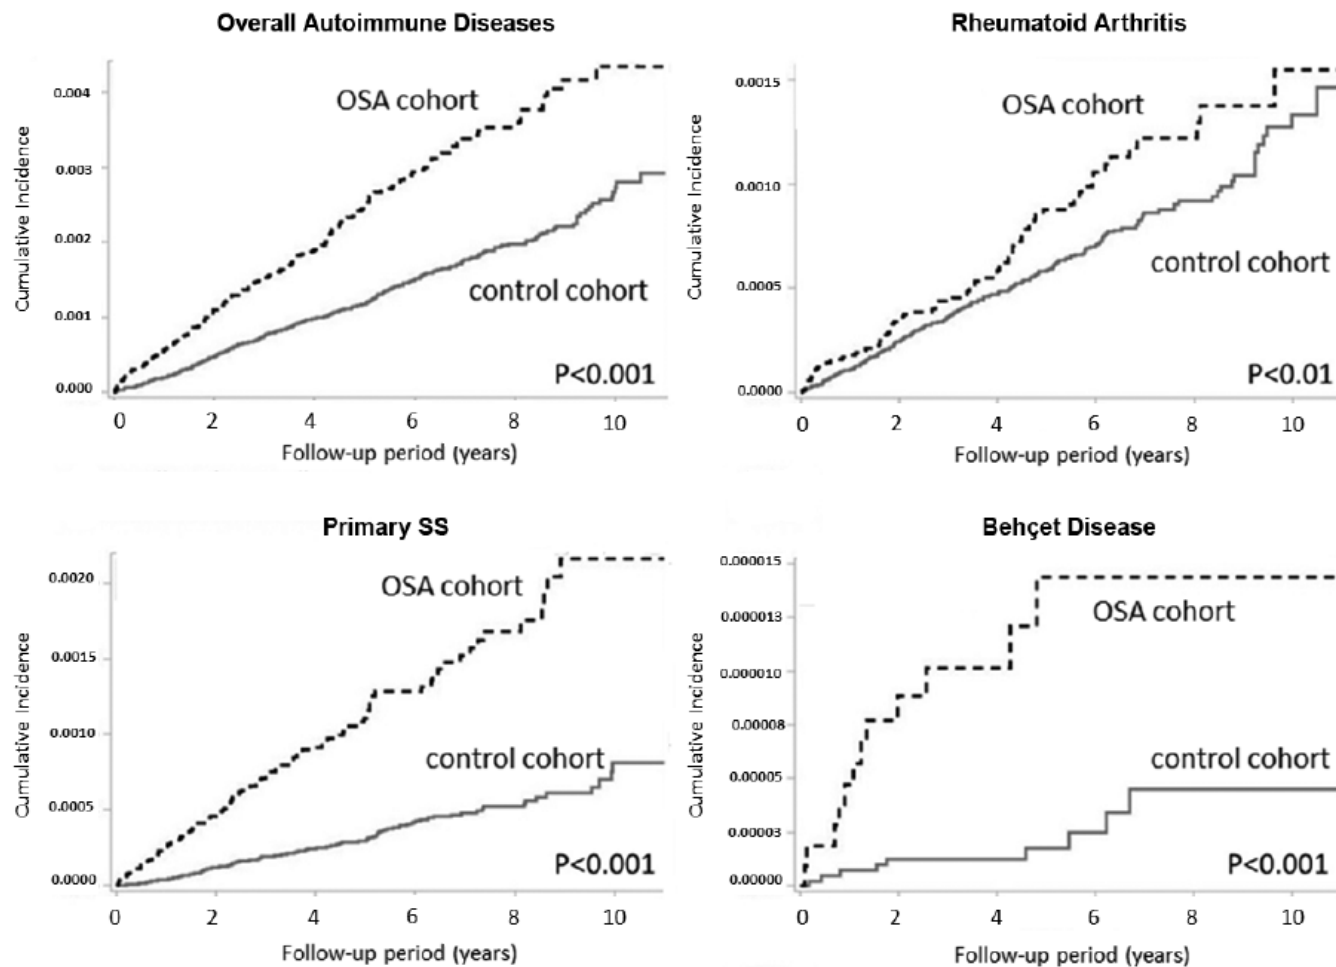 Overall Autoimmune Diseases
Cumulative Incidence
0.004
0.003
0.002
0.001
0.000
OSA cohort
control cohort
P<0.001
0 2 4 6 8 10
Follow-up period (years)
Rheumatoid Arthritis
Cumulative Incidence
0.0015
0.0010
0.0005
0.0000
OSA cohort
control cohort
P<0.01
0 2 4 6 8 10
Follow-up period (years)
Primary SS
Cumulative Incidence
0.0020
0.0015
0.0010
0.0005
0.0000
OSA cohort
control cohort
P<0.001
0 2 4 6 8 10
Follow-up period (years)
Behçet Disease
Cumulative Incidence
0.000015
0.000013
0.000010
0.00008
0.00005
0.00003
0.00000
OSA cohort
control cohort
P<0.001
0 2 4 6 8 10
Follow-up period (years)